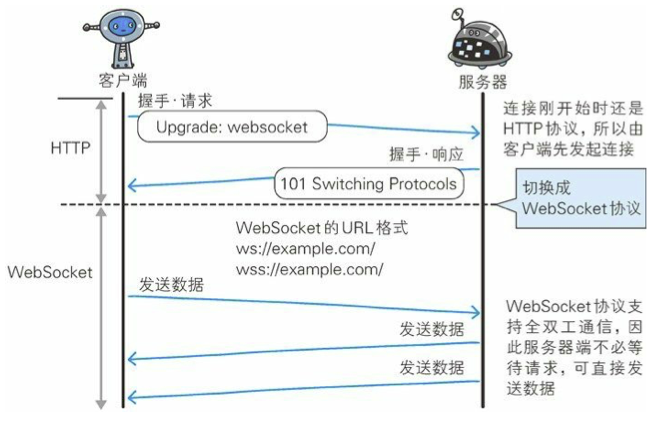 客户端
服务器
握手·请求
Upgrade: websocket
连接刚开始时还是
HTTP协议，所以由
客户端先发起连接
HTTP
握手·响应
101 Switching Protocols
切换成
WebSocket协议
WebSocket的URL格式
ws://example.com/
wss://example.com/
WebSocket
发送数据
发送数据
发送数据
WebSocket协议支
持全双工通信，因
此服务器端不必等
待请求，可直接发
送数据